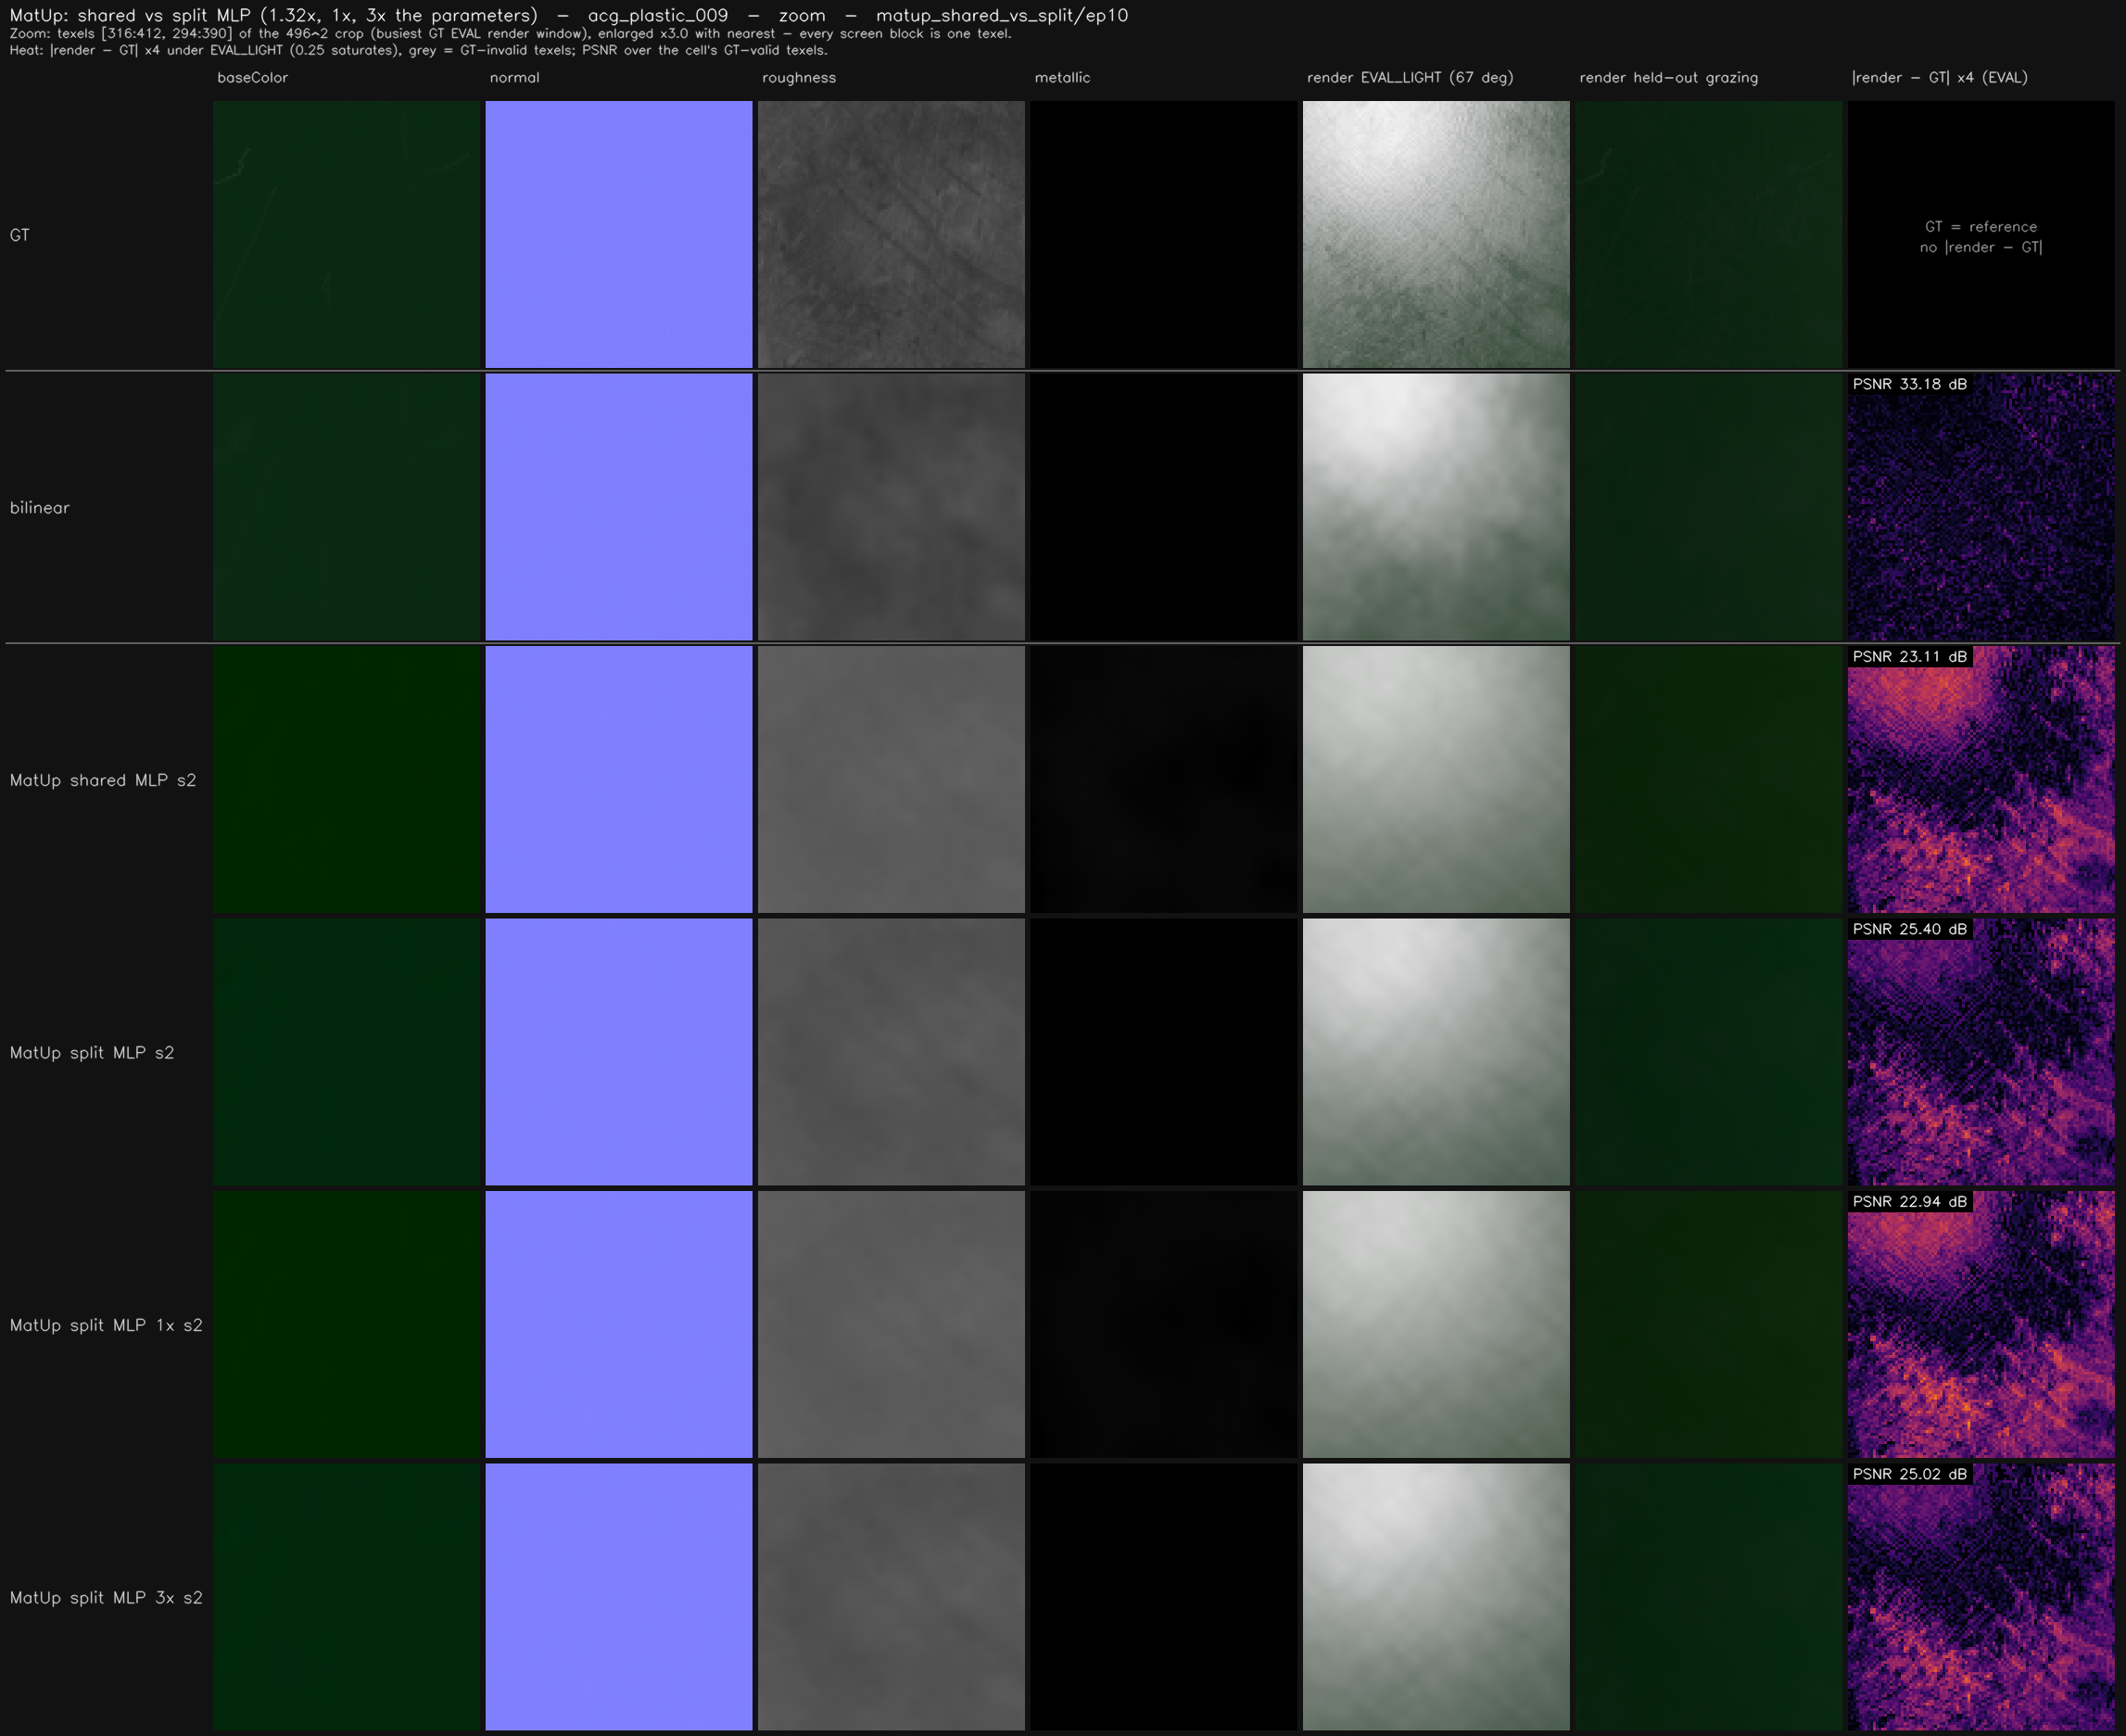 MatUp: shared vs split MLP (1.32x, 1x, 3x the parameters) − acg_plastic_009 − zoom − matup_shared_vs_split/ep10
Zoom: texels [316:412, 294:390] of the 496^2 crop (busiest GT EVAL render window), enlarged x3.0 with nearest − every screen block is one texel.
Heat: |render − GT| x4 under EVAL_LIGHT (0.25 saturates), grey = GT-invalid texels; PSNR over the cell's GT-valid texels.
baseColor normal roughness metallic render EVAL_LIGHT (67 deg) render held-out grazing |render − GT| x4 (EVAL)
GT
GT = reference
no |render − GT|
bilinear
PSNR 33.18 dB
MatUp shared MLP s2
PSNR 23.11 dB
MatUp split MLP s2
PSNR 25.40 dB
MatUp split MLP 1x s2
PSNR 22.94 dB
MatUp split MLP 3x s2
PSNR 25.02 dB